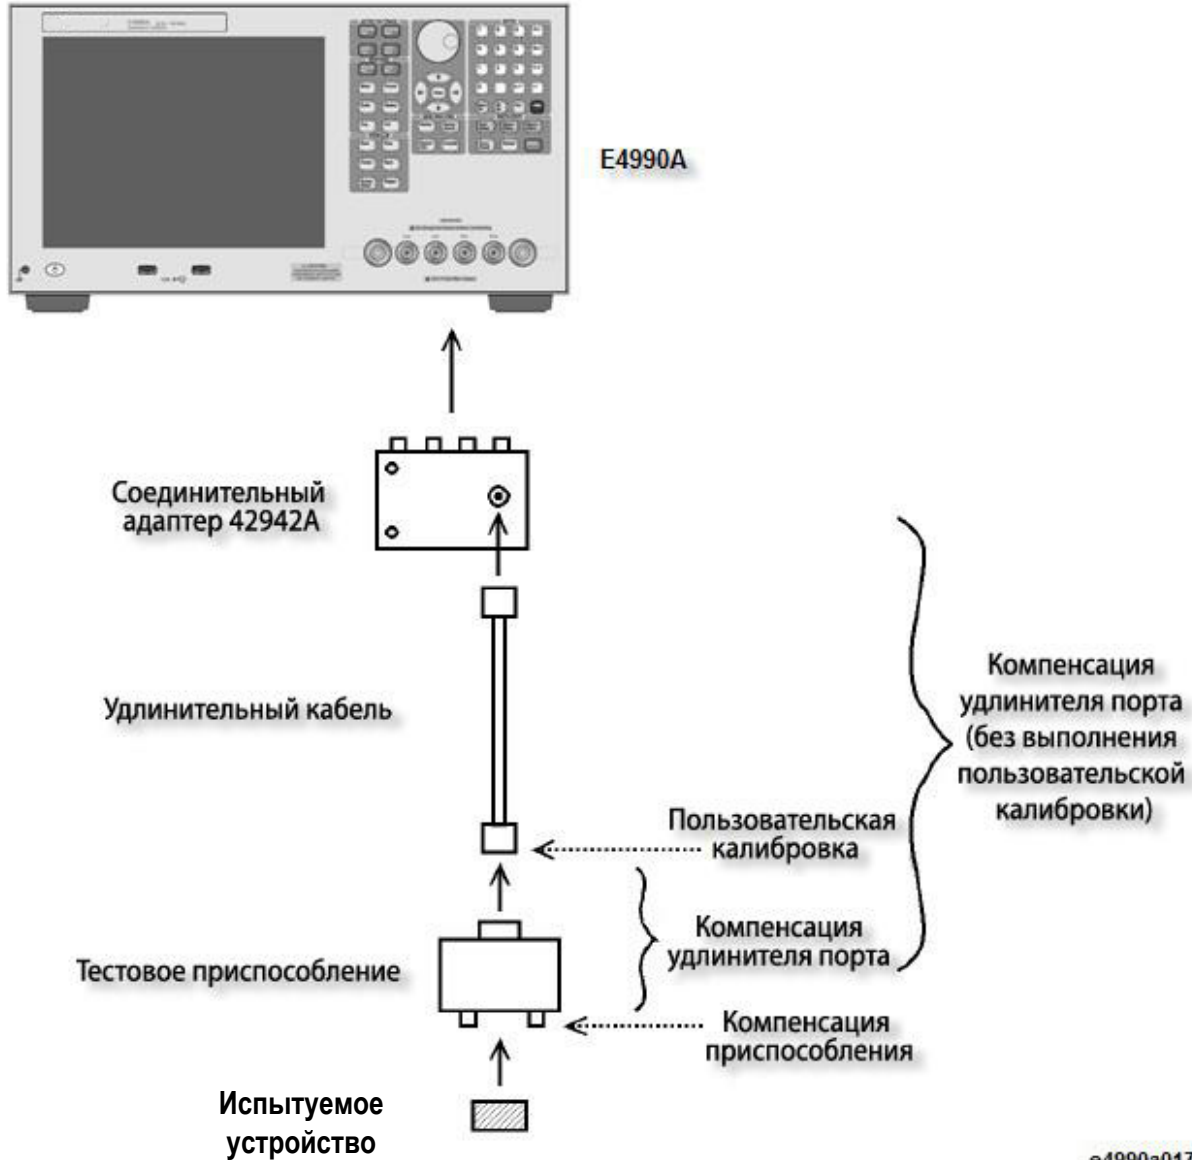 E4990A
Соединительный
адаптер 42942A
Удлинительный кабель
Компенсация
удлинителя порта
(без выполнения
пользовательской
калибровки)
Пользовательская
калибровка
Компенсация
удлинителя порта
Тестовое приспособление
Компенсация
приспособления
Испытуемое
устройство
e4990a017